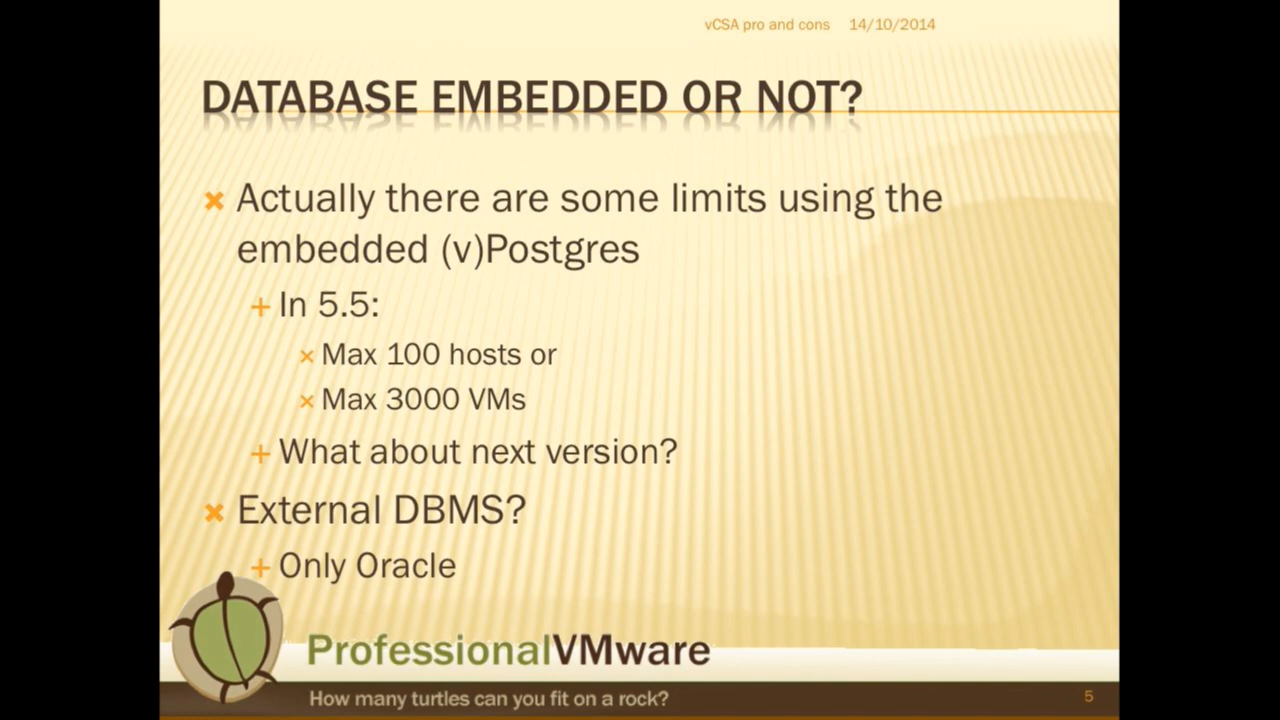 vCSA pro and cons 14/10/2014
DATABASE EMBEDDED OR NOT?
Actually there are some limits using the
embedded (v)Postgres
In 5.5:
Max 100 hosts or
Max 3000 VMs
What about next version?
External DBMS?
Only Oracle
ProfessionalVMware
How many turtles can you fit on a rock?
5